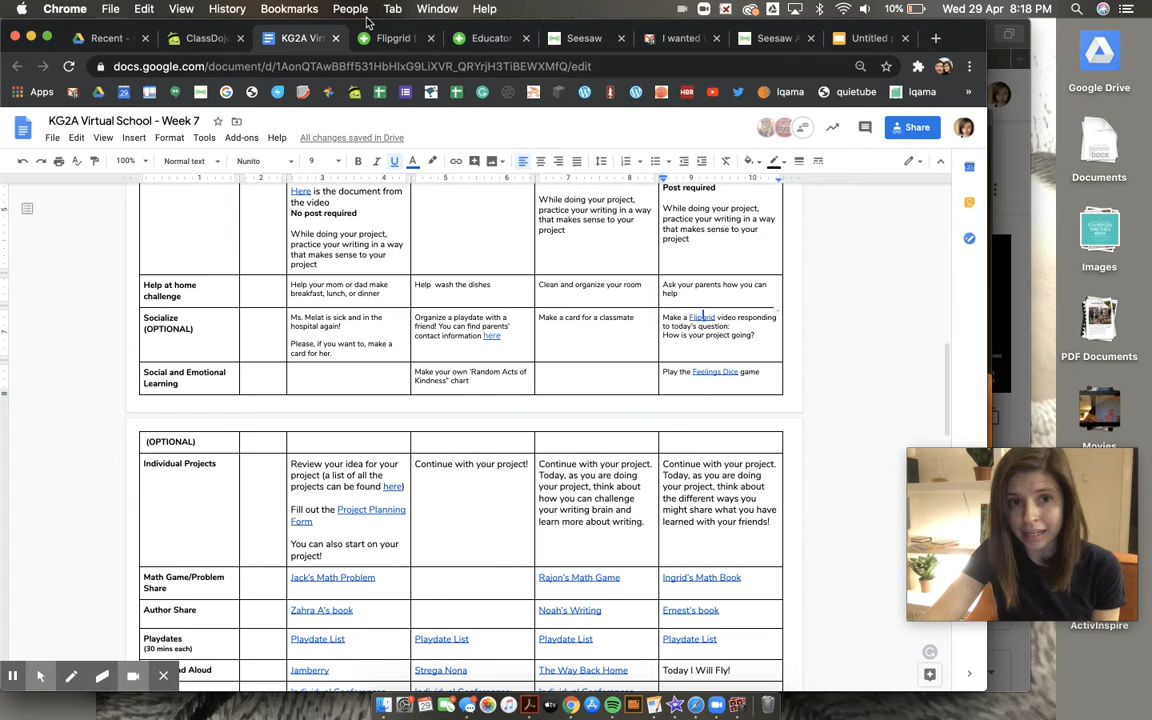 Chrome File Edit View History Bookmarks People Tab Window Help 10% Wed 29 Apr 8:18 PM
Recent - ClassDoj KG2A Virt Flipgrid | Educator Seesaw I wanted t Seesaw A Untitled p
docs.google.com/document/d/1AonQTAwBBff531HbHIxG9LiXVR_QRYrjH3TiBEWXMfQ/edit
Apps Iqama quietube Iqama »
KG2A Virtual School - Week 7
File Edit View Insert Format Tools Add-ons Help All changes saved in Drive
Share
100% Normal text Nunito 9 B I U A
1 2 3 4 5 6 7 8 9 10
Here is the document from
the video
No post required
While doing your project,
practice your writing in a way
that makes sense to your
project
While doing your project,
practice your writing in a way
that makes sense to your
project
Post required
While doing your project,
practice your writing in a way
that makes sense to your
project
Help at home
challenge
Help your mom or dad make
breakfast, lunch, or dinner
Help wash the dishes
Clean and organize your room
Ask your parents how you can
help
Socialize
(OPTIONAL)
Ms. Melat is sick and in the
hospital again!
Please, if you want to, make a
card for her.
Organize a playdate with a
friend! You can find parents'
contact information here
Make a card for a classmate
Make a Flipgrid video responding
to today's question:
How is your project going?
Social and Emotional
Learning
Make your own 'Random Acts of
Kindness" chart
Play the Feelings Dice game
(OPTIONAL)
Individual Projects
Review your idea for your
project (a list of all the
projects can be found here)
Fill out the Project Planning
Form
You can also start on your
project!
Continue with your project!
Continue with your project.
Today, as you are doing
your project, think about
how you can challenge
your writing brain and
learn more about writing.
Continue with your project.
Today, as you are doing
your project, think about
the different ways you
might share what you have
learned with your friends!
Math Game/Problem
Share
Jack's Math Problem
Rajon's Math Game
Ingrid's Math Book
Author Share
Zahra A's book
Noah's Writing
Ernest's book
Playdates
(30 mins each)
Playdate List
Playdate List
Playdate List
Playdate List
d Aloud
Jamberry
Strega Nona
The Way Back Home
Today I Will Fly!
Google Drive
DOCX
Documents
Images
PDF Documents
Movies
ActivInspire